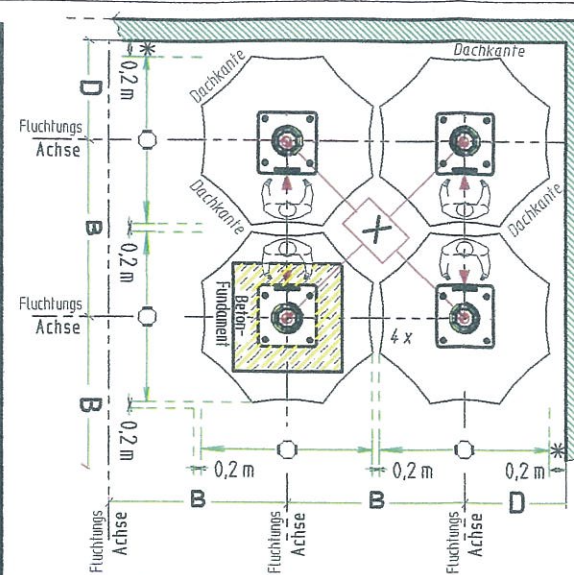 Dachkante
Dachkante
0,2 m
*
D
Fluchtungs
Achse
Dachkante
Dachkante
B
0,2 m
X
Beton-
Fundament
Fluchtungs
Achse
4 x
B
0,2 m
0,2 m
0,2 m
0,2 m
*
B
B
D
Fluchtungs
Achse
Fluchtungs
Achse
Fluchtungs
Achse